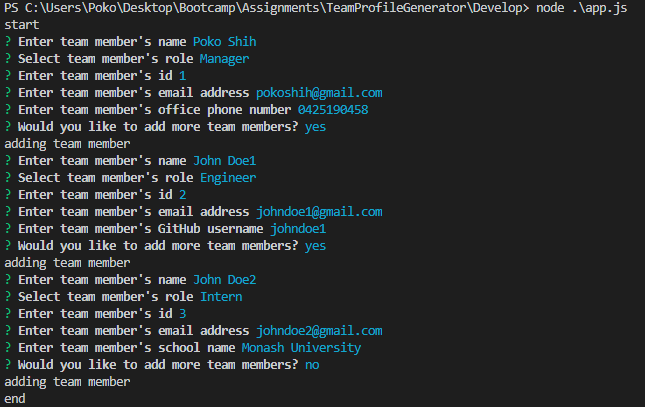 PS C:\Users\Poko\Desktop\Bootcamp\Assignments\TeamProfileGenerator\Develop> node .\app.js
start
? Enter team member's name Poko Shih
? Select team member's role Manager
? Enter team member's id 1
? Enter team member's email address pokoshih@gmail.com
? Enter team member's office phone number 0425190458
? Would you like to add more team members? yes
adding team member
? Enter team member's name John Doe1
? Select team member's role Engineer
? Enter team member's id 2
? Enter team member's email address johndoe1@gmail.com
? Enter team member's GitHub username johndoe1
? Would you like to add more team members? yes
adding team member
? Enter team member's name John Doe2
? Select team member's role Intern
? Enter team member's id 3
? Enter team member's email address johndoe2@gmail.com
? Enter team member's school name Monash University
? Would you like to add more team members? no
adding team member
end